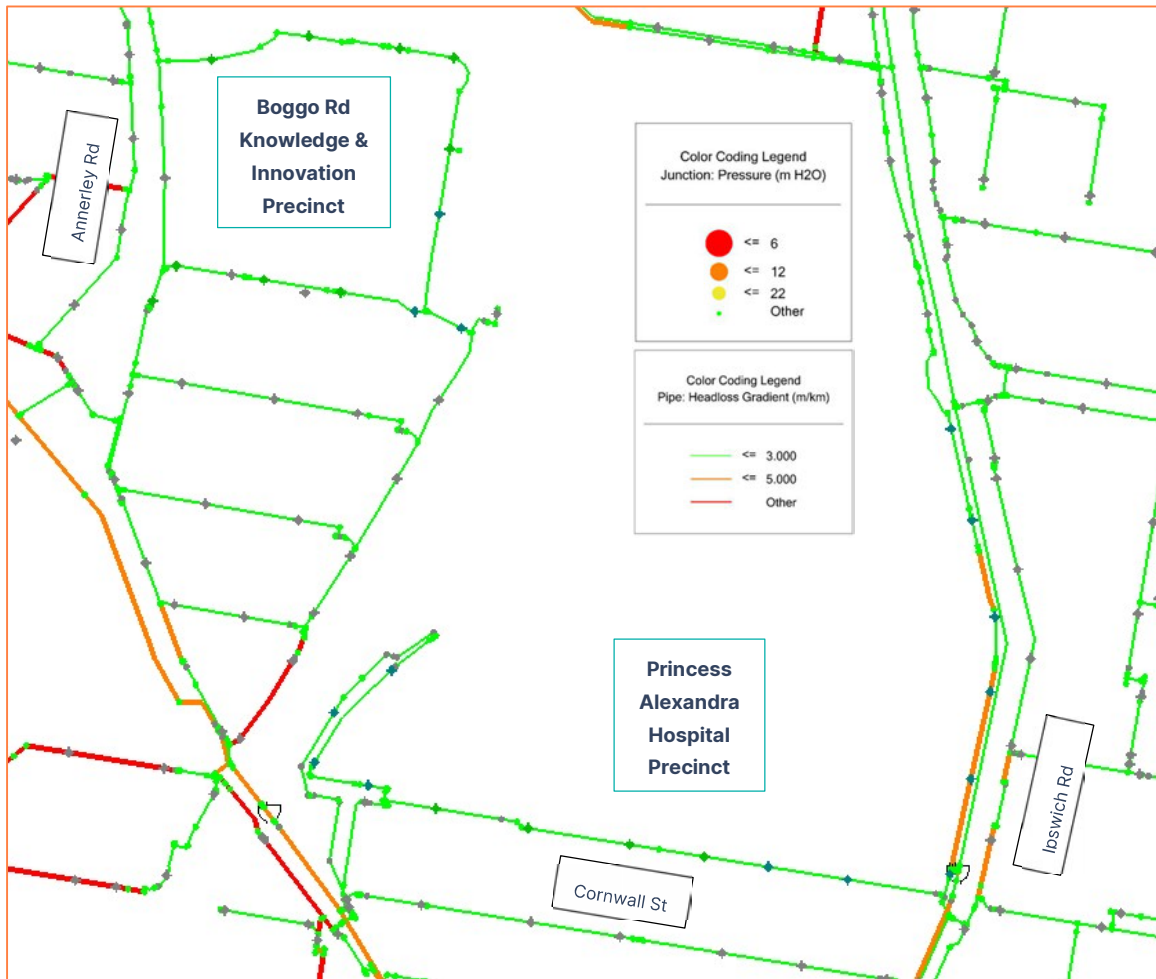 Boggo Rd
Knowledge &
Innovation
Precinct
Annerley Rd
Color Coding Legend
Junction: Pressure (m H2O)
<= 6
<= 12
<= 22
Other
Color Coding Legend
Pipe: Headloss Gradient (m/km)
<= 3.000
<= 5.000
Other
Princess
Alexandra
Hospital
Precinct
Ipswich Rd
Cornwall St